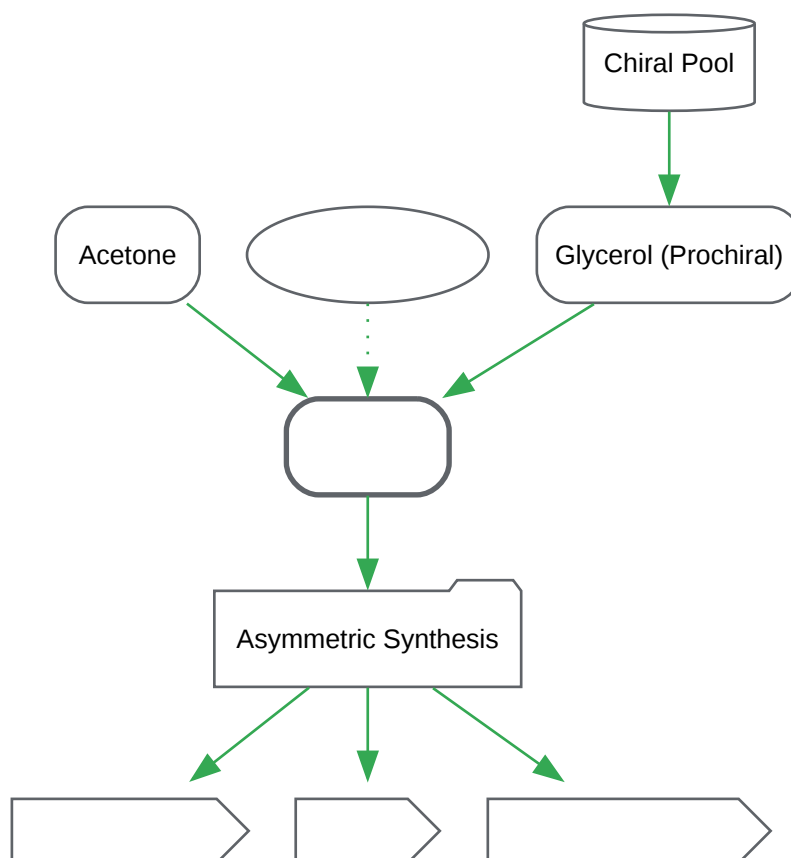 Chiral Pool
Acetone
Glycerol (Prochiral)
Asymmetric Synthesis